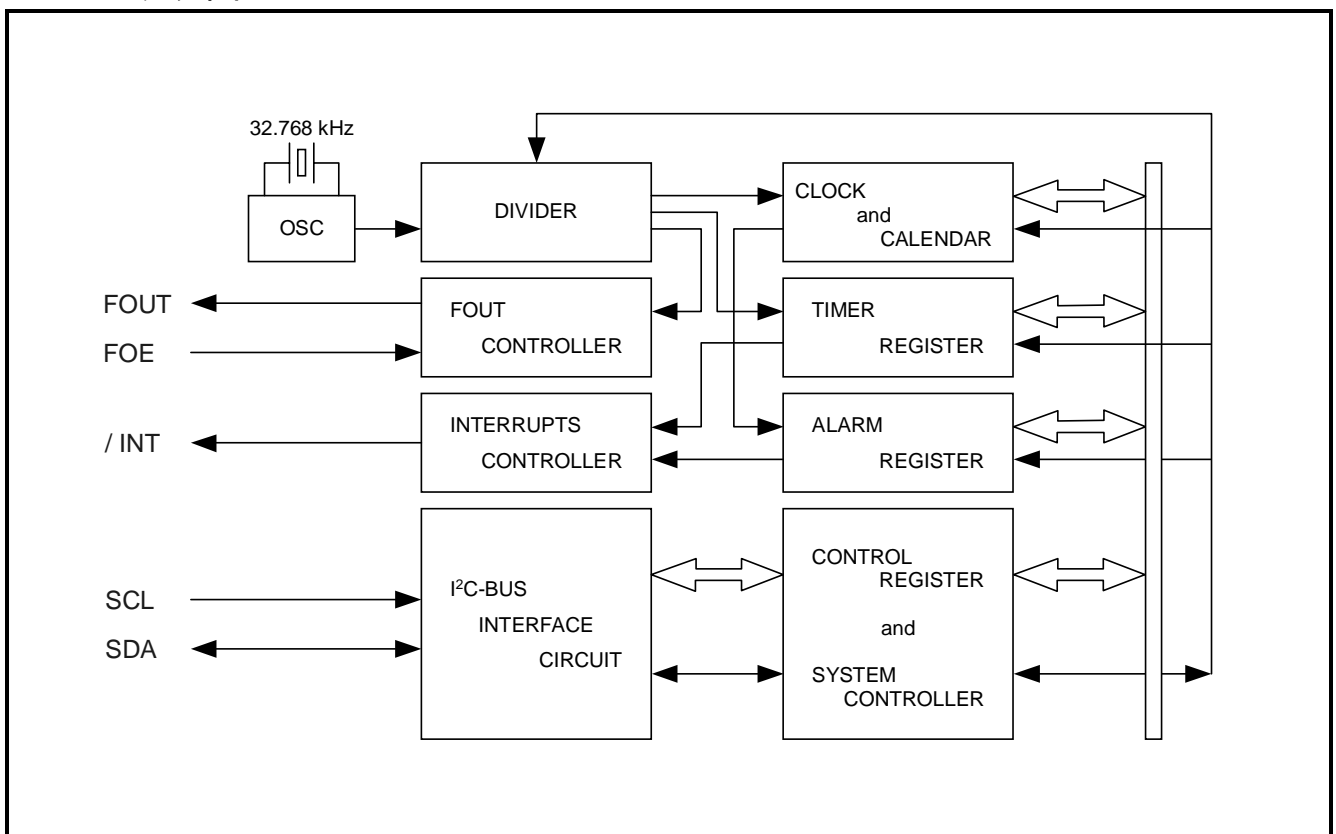 32.768 kHz
OSC
DIVIDER
CLOCK
and
CALENDAR
FOUT
FOE
FOUT
CONTROLLER
TIMER
REGISTER
/ INT
INTERRUPTS
CONTROLLER
ALARM
REGISTER
SCL
SDA
I²C-BUS
INTERFACE
CIRCUIT
CONTROL
REGISTER
and
SYSTEM
CONTROLLER